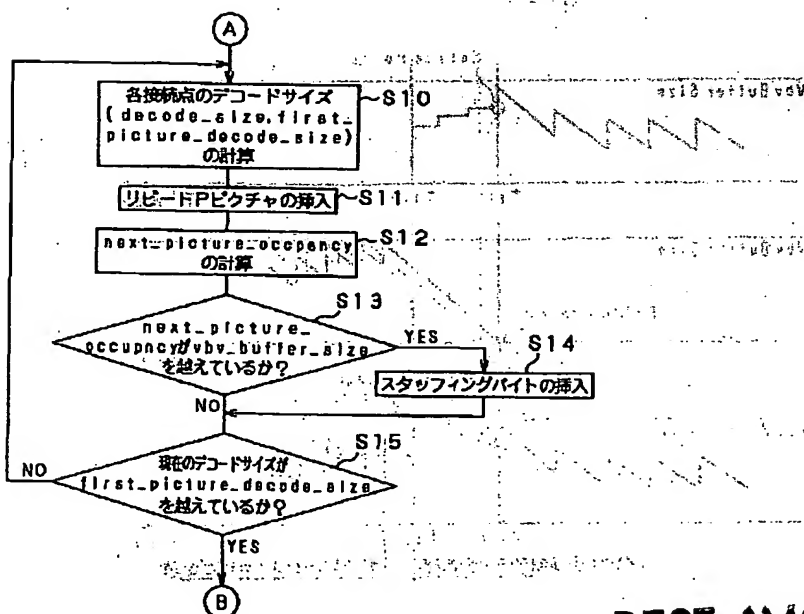 A
各接続点のデコードサイズ
(decode_size,first_
picture_decode_size)
の計算
S10
リピートPピクチャの挿入
S11
next_picture_occpancy
の計算
S12
S13
next_picture_
occupncyがvbv_buffer_size
を越えているか?
YES
S14
スタッフィングバイトの挿入
NO
S15
NO
現在のデコードサイズが
first_picture_decode_size
を越えているか?
YES
B